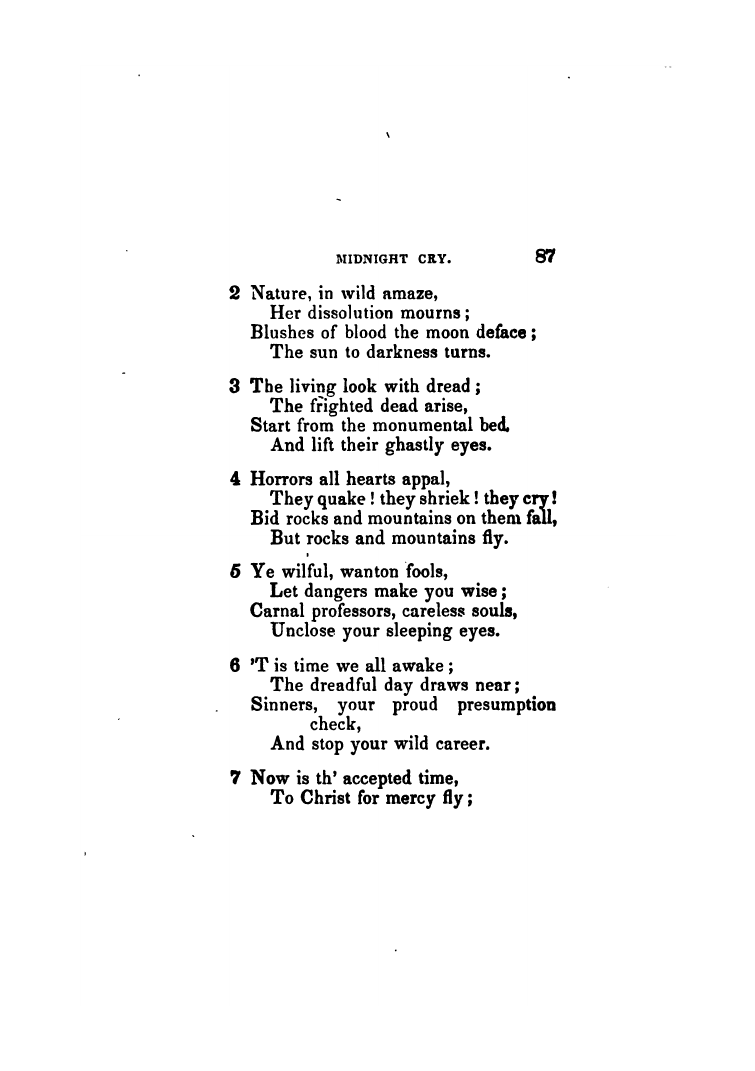 MIDNIGHT CRY. 87
2 Nature, in wild amaze,
Her dissolution mourns;
Blushes of blood the moon deface;
The sun to darkness turns.
3 The living look with dread;
The frighted dead arise,
Start from the monumental bed,
And lift their ghastly eyes.
4 Horrors all hearts appal,
They quake! they shriek! they cry!
Bid rocks and mountains on them fall,
But rocks and mountains fly.
5 Ye wilful, wanton fools,
Let dangers make you wise;
Carnal professors, careless souls,
Unclose your sleeping eyes.
6 'T is time we all awake;
The dreadful day draws near;
Sinners, your proud presumption
check,
And stop your wild career.
7 Now is th' accepted time,
To Christ for mercy fly;